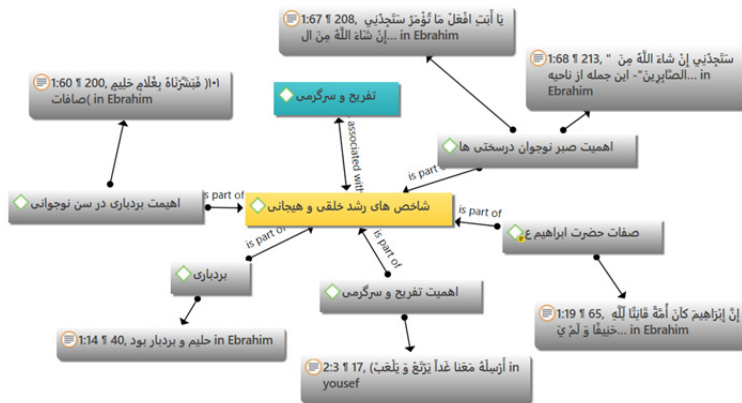 1:67 ¶ 208, يَا أَبَتِ افْعَلْ مَا تُؤْمَرُ سَتَجِدُنِي
إِنْ شَاءَ اللَّهُ مِنَ ال... in Ebrahim
1:68 ¶ 213, " سَتَجِدُنِي إِنْ شَاءَ اللَّهُ مِنَ
الصَّابِرِينَ"- این جمله از ناحیه... in
Ebrahim
1:60 ¶ 200, ١٠١( فَبَشَّرْنَاهُ بِغُلَامٍ حَلِيمٍ
صافات( in Ebrahim
تفریح و سرگرمی
associated with
اهمیت صبر نوجوان درسختی ها
is part of
اهیمت بردباری در سن نوجوانی
is part of
شاخص های رشد خلقی و هیجانی
is part of
صفات حضرت ابراهیم ع
is part of
بردباری
is part of
اهمیت تفریح و سرگرمی
1:19 ¶ 65, إِنَّ إِبْرَاهِيمَ كَانَ أُمَّةً قَانِتًا لِلَّهِ
حَنِيفًا وَ لَمْ يَ... in Ebrahim
1:14 ¶ 40, حلیم و بردبار بود in Ebrahim
2:3 ¶ 17, (أَرْسِلْهُ مَعَنا غَداً يَرْتَعْ وَ يَلْعَبْ in
yousef